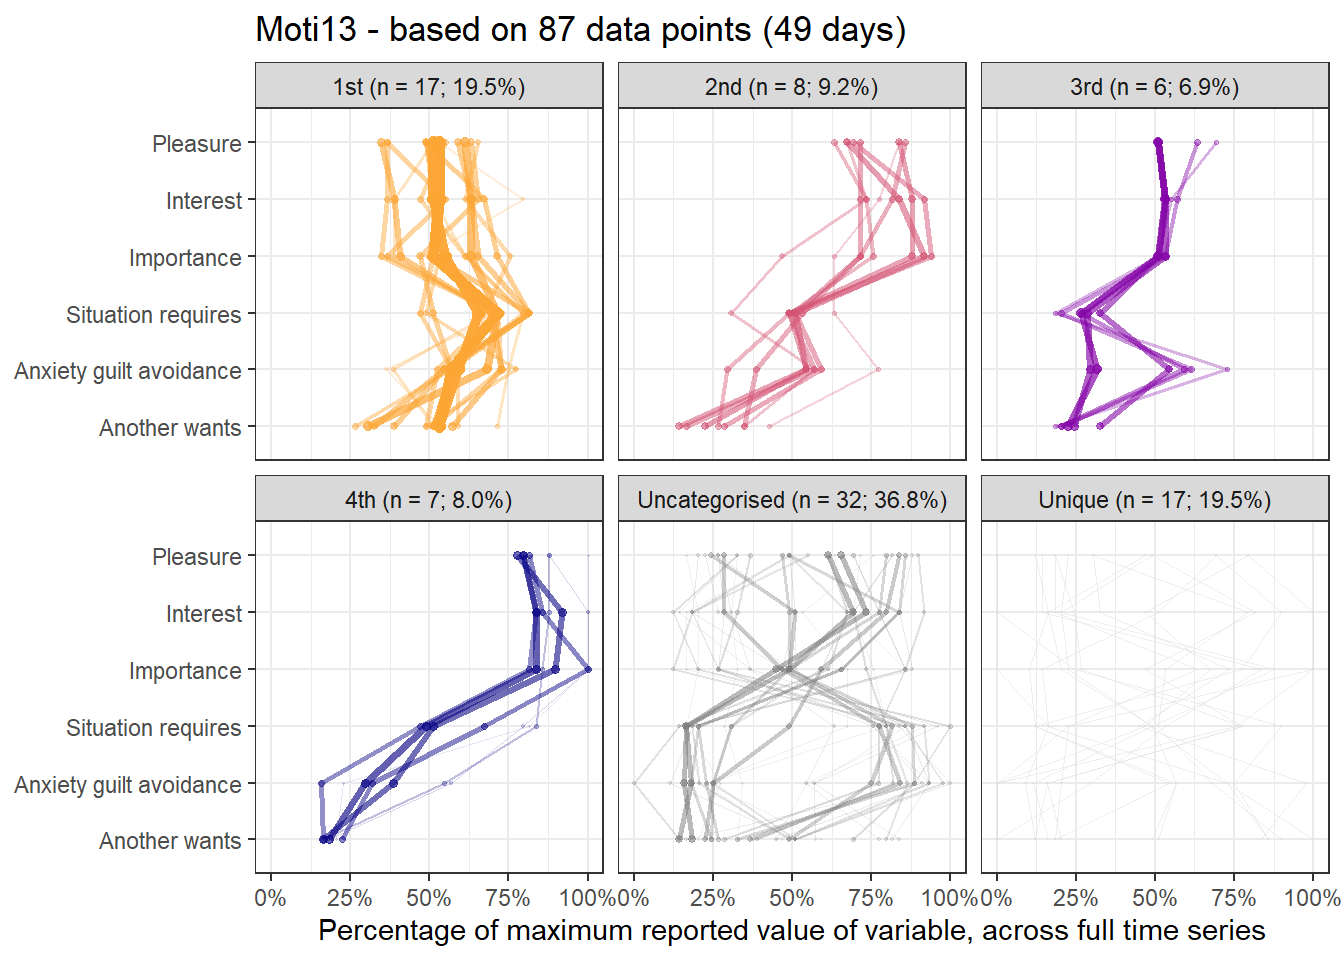 Moti13 - based on 87 data points (49 days)
1st (n = 17; 19.5%)
2nd (n = 8; 9.2%)
3rd (n = 6; 6.9%)
Pleasure
Interest
Importance
Situation requires
Anxiety guilt avoidance
Another wants
4th (n = 7; 8.0%)
Uncategorised (n = 32; 36.8%)
Unique (n = 17; 19.5%)
Pleasure
Interest
Importance
Situation requires
Anxiety guilt avoidance
Another wants
0% 25% 50% 75% 100%
0% 25% 50% 75% 100%
0% 25% 50% 75% 100%
Percentage of maximum reported value of variable, across full time series